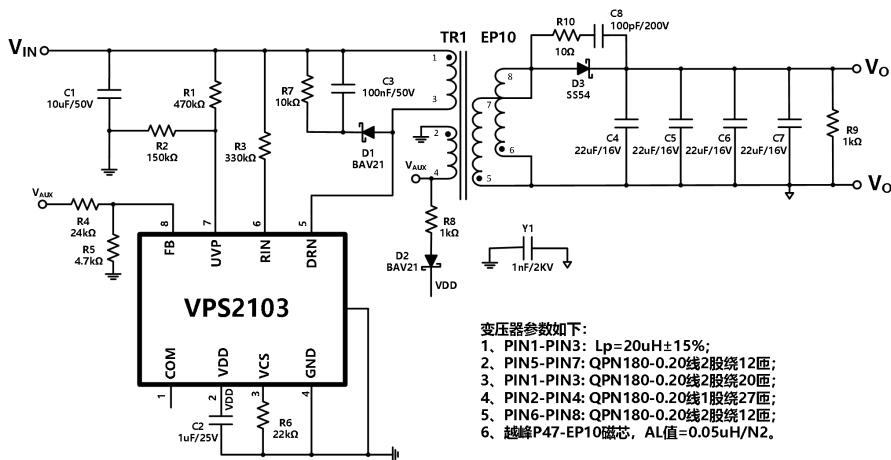 TR1 EP10
R10
10Ω
C8
100pF/200V
VIN
C1
10uF/50V
R1
470kΩ
R2
150kΩ
R3
330kΩ
R7
10kΩ
C3
100nF/50V
D1
BAV21
1
3
2
4
8
7
6
5
D3
SS54
VO
C4
22uF/16V
C5
22uF/16V
C6
22uF/16V
C7
22uF/16V
R9
1kΩ
VO
VAUX
R8
1kΩ
D2
BAV21
VDD
VAUX
R4
24kΩ
R5
4.7kΩ
8
7
6
5
FB
UVP
RIN
DRN
VPS2103
COM
VDD
VCS
GND
1
2
3
4
VDD
C2
1uF/25V
R6
22kΩ
Y1
1nF/2KV
变压器参数如下：
1、PIN1-PIN3：Lp=20uH±15%;
2、PIN5-PIN7: QPN180-0.20线2股绕12匝;
3、PIN1-PIN3: QPN180-0.20线2股绕20匝;
4、PIN2-PIN4: QPN180-0.20线1股绕27匝;
5、PIN6-PIN8: QPN180-0.20线2股绕12匝;
6、越峰P47-EP10磁芯，AL值=0.05uH/N2。